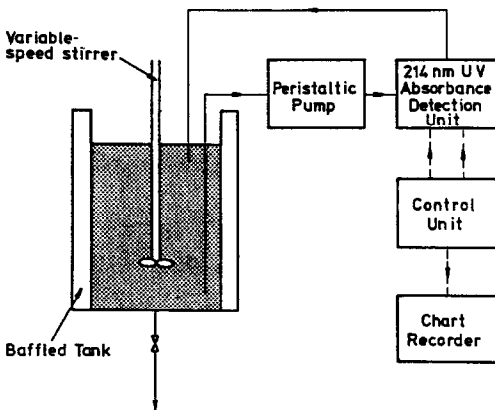 Variable-
speed stirrer
Peristaltic
Pump
214 nm UV
Absorbance
Detection
Unit
Control
Unit
Chart
Recorder
Baffled Tank